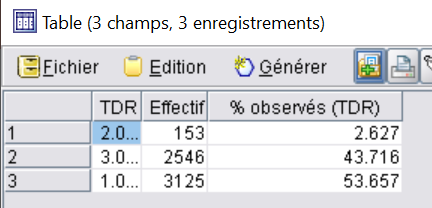 Table (3 champs, 3 enregistrements)
Fichier Edition Générer
TDR Effectif % observés (TDR)
1 2.0... 153 2.627
2 3.0... 2546 43.716
3 1.0... 3125 53.657